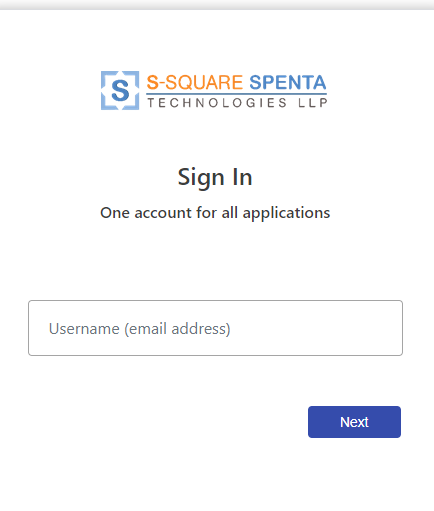 S
S-SQUARE SPENTA
TECHNOLOGIES LLP
Sign In
One account for all applications
Username (email address)
Next